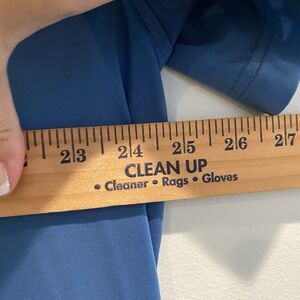 23 24 25 26 27
CLEAN UP
• Cleaner • Rags • Gloves